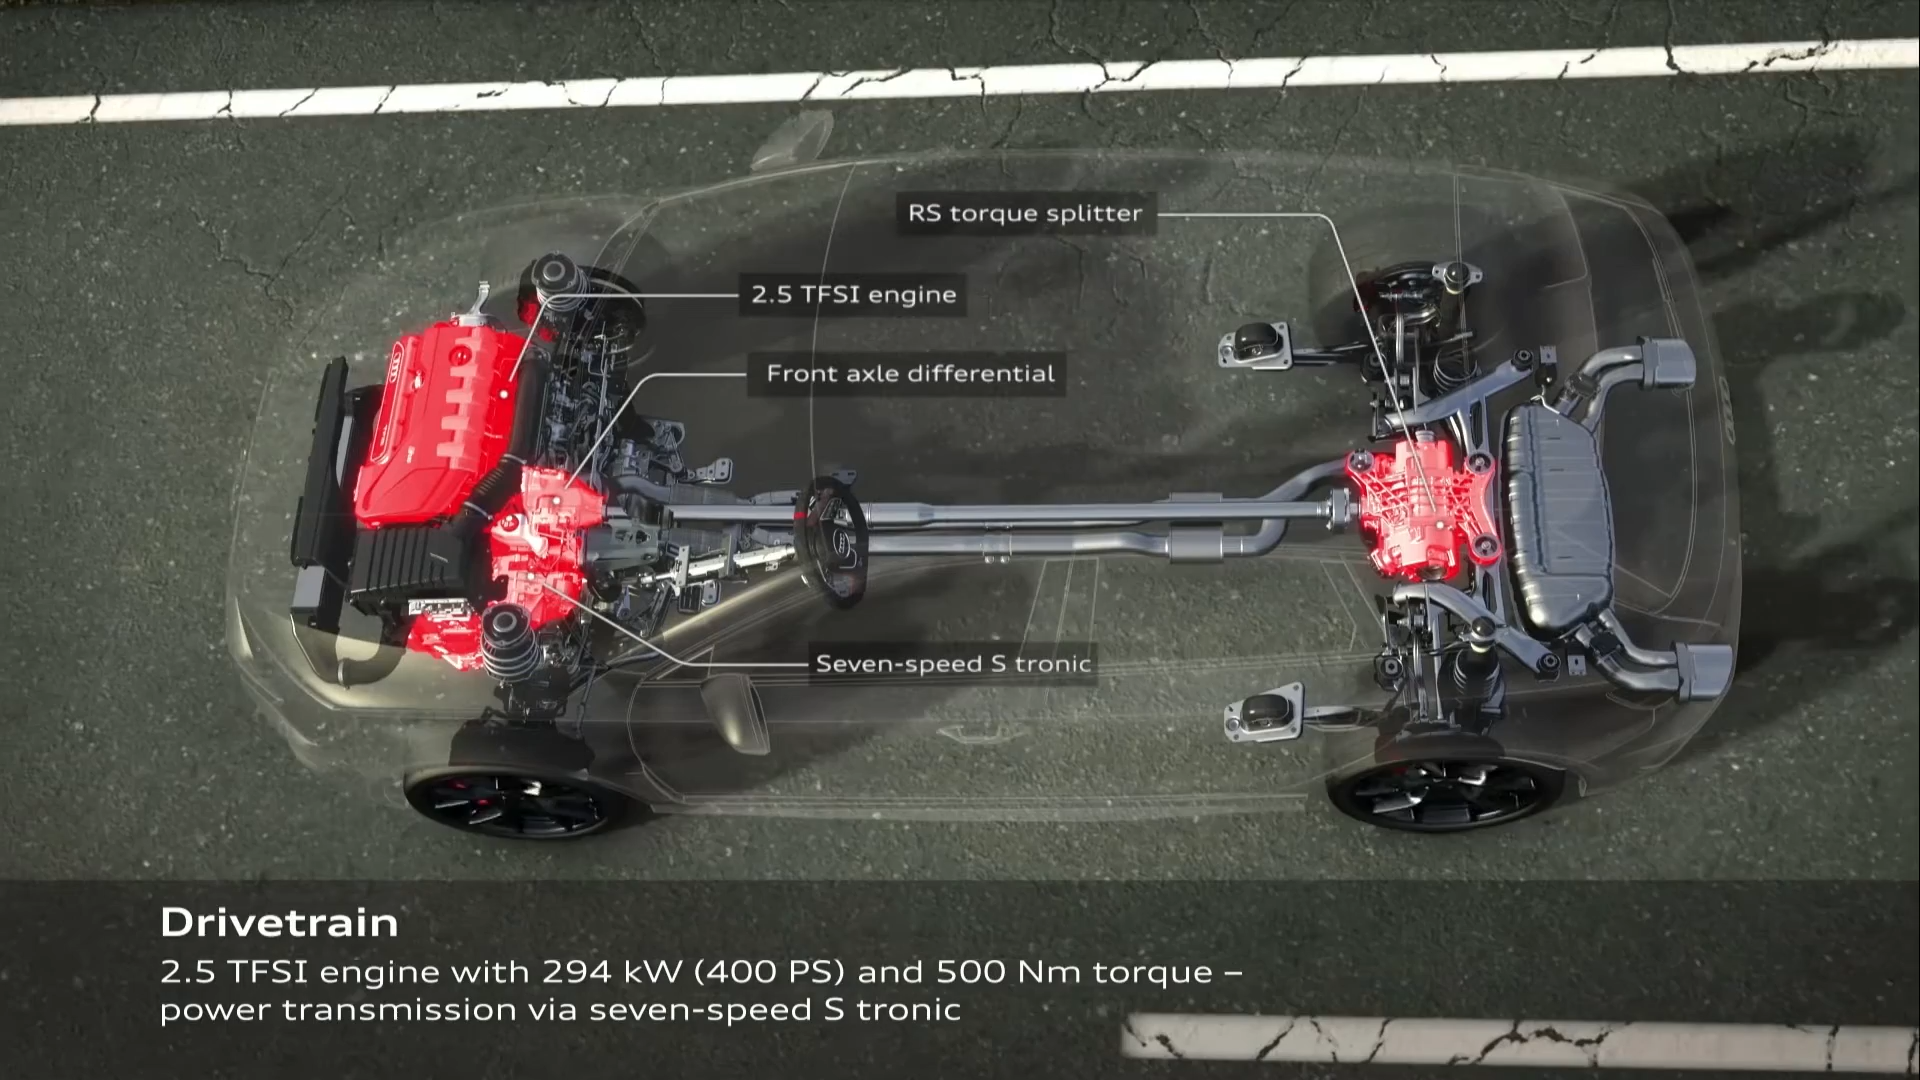 RS torque splitter
2.5 TFSI engine
Front axle differential
Seven-speed S tronic
Drivetrain
2.5 TFSI engine with 294 kW (400 PS) and 500 Nm torque –
power transmission via seven-speed S tronic